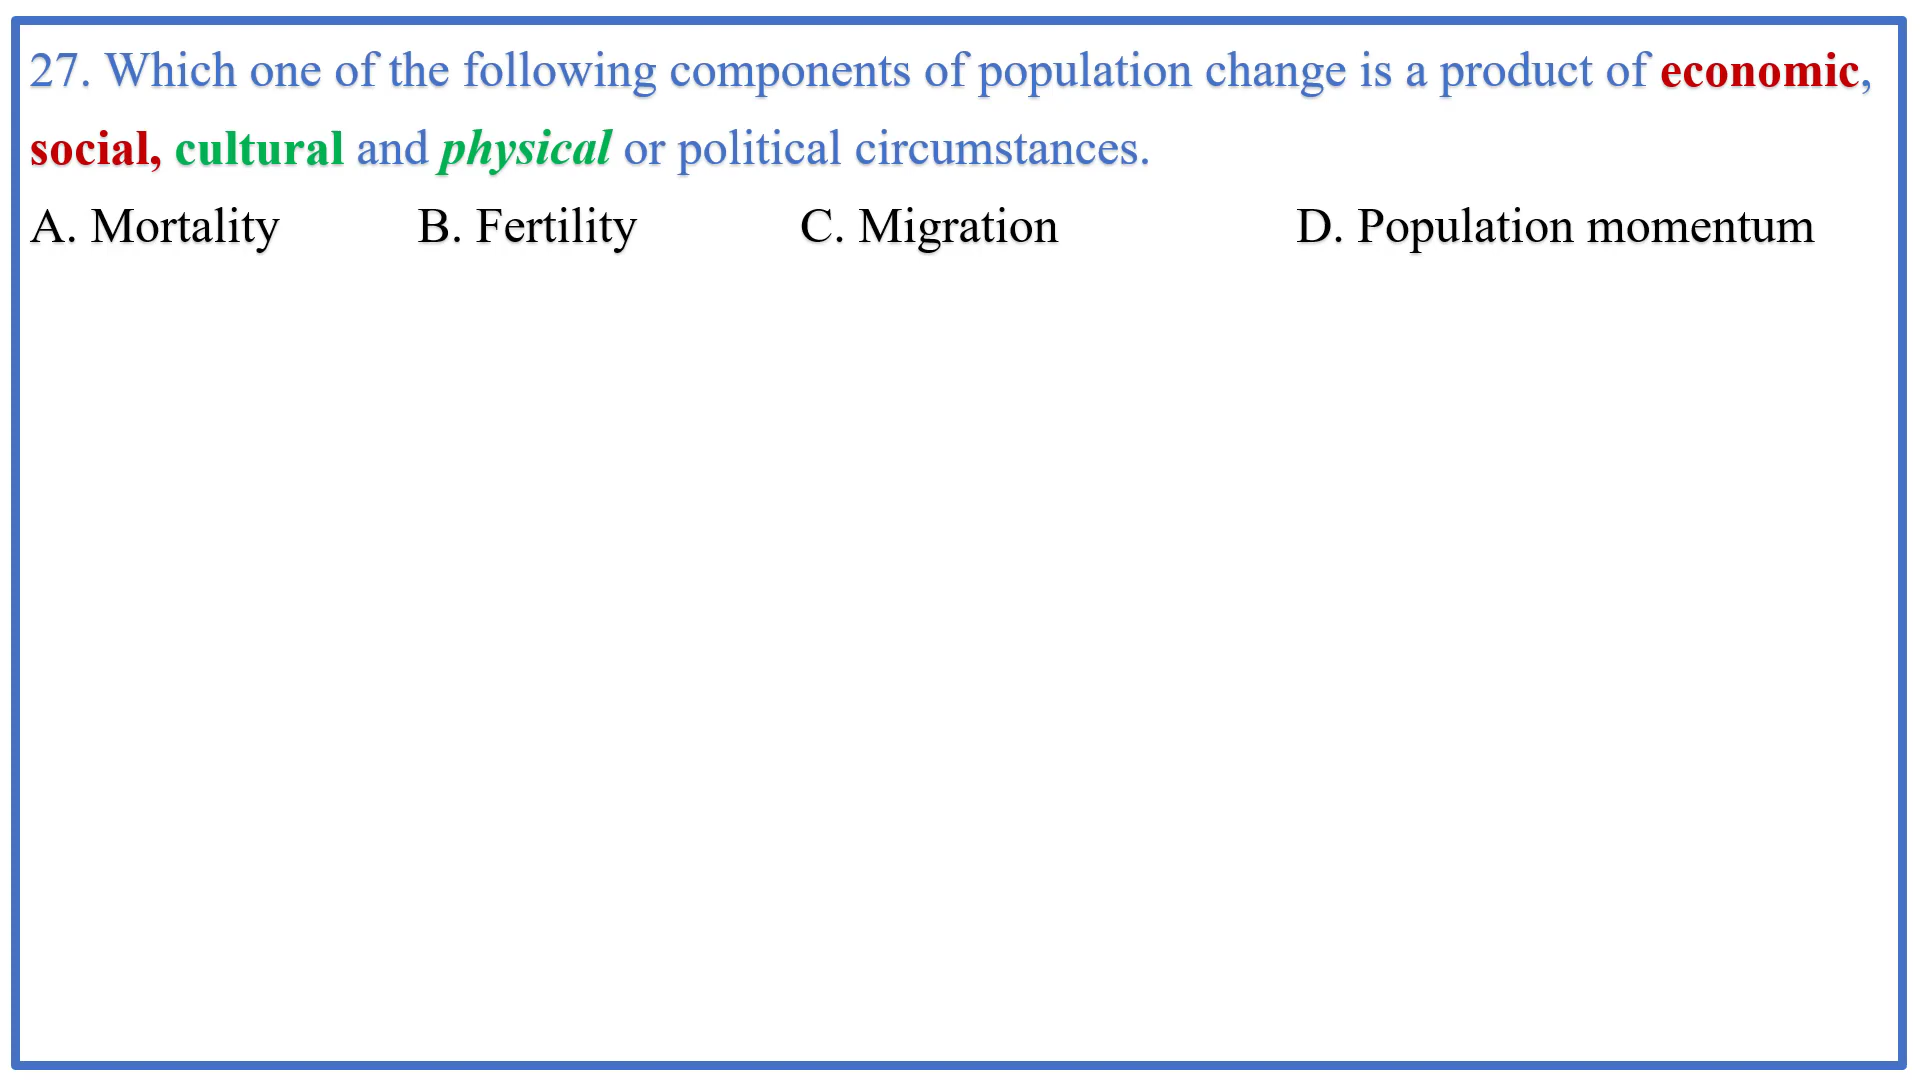 27. Which one of the following components of population change is a product of economic,
social, cultural and physical or political circumstances.
A. Mortality B. Fertility C. Migration D. Population momentum